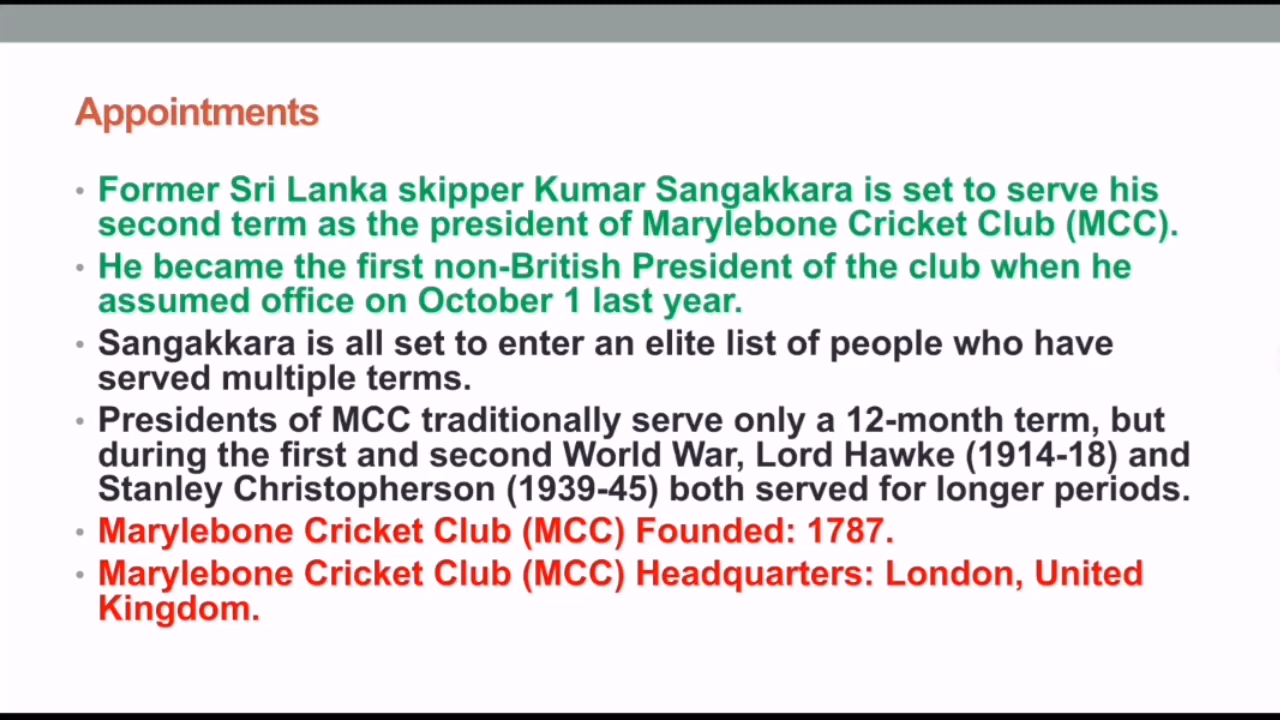 Appointments
• Former Sri Lanka skipper Kumar Sangakkara is set to serve his
second term as the president of Marylebone Cricket Club (MCC).
• He became the first non-British President of the club when he
assumed office on October 1 last year.
• Sangakkara is all set to enter an elite list of people who have
served multiple terms.
• Presidents of MCC traditionally serve only a 12-month term, but
during the first and second World War, Lord Hawke (1914-18) and
Stanley Christopherson (1939-45) both served for longer periods.
• Marylebone Cricket Club (MCC) Founded: 1787.
• Marylebone Cricket Club (MCC) Headquarters: London, United
Kingdom.